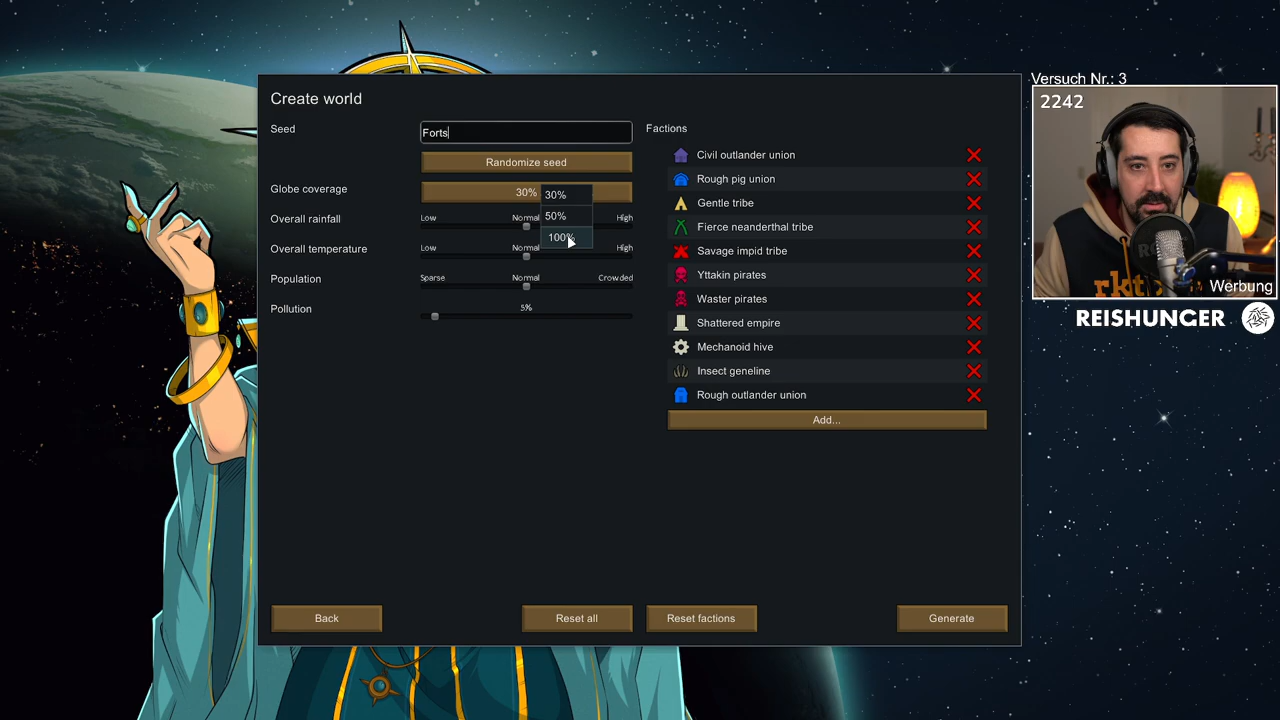 Create world
Seed
Forts
Randomize seed
Globe coverage
30%
30%
50%
100%
Overall rainfall
Low
Normal
High
Overall temperature
Low
Normal
High
Population
Sparse
Normal
Crowded
Pollution
5%
Factions
Civil outlander union
Rough pig union
Gentle tribe
Fierce neanderthal tribe
Savage impid tribe
Yttakin pirates
Waster pirates
Shattered empire
Mechanoid hive
Insect geneline
Rough outlander union
Add...
Back
Reset all
Reset factions
Generate
Versuch Nr.: 3
2242
Werbung
REISHUNGER